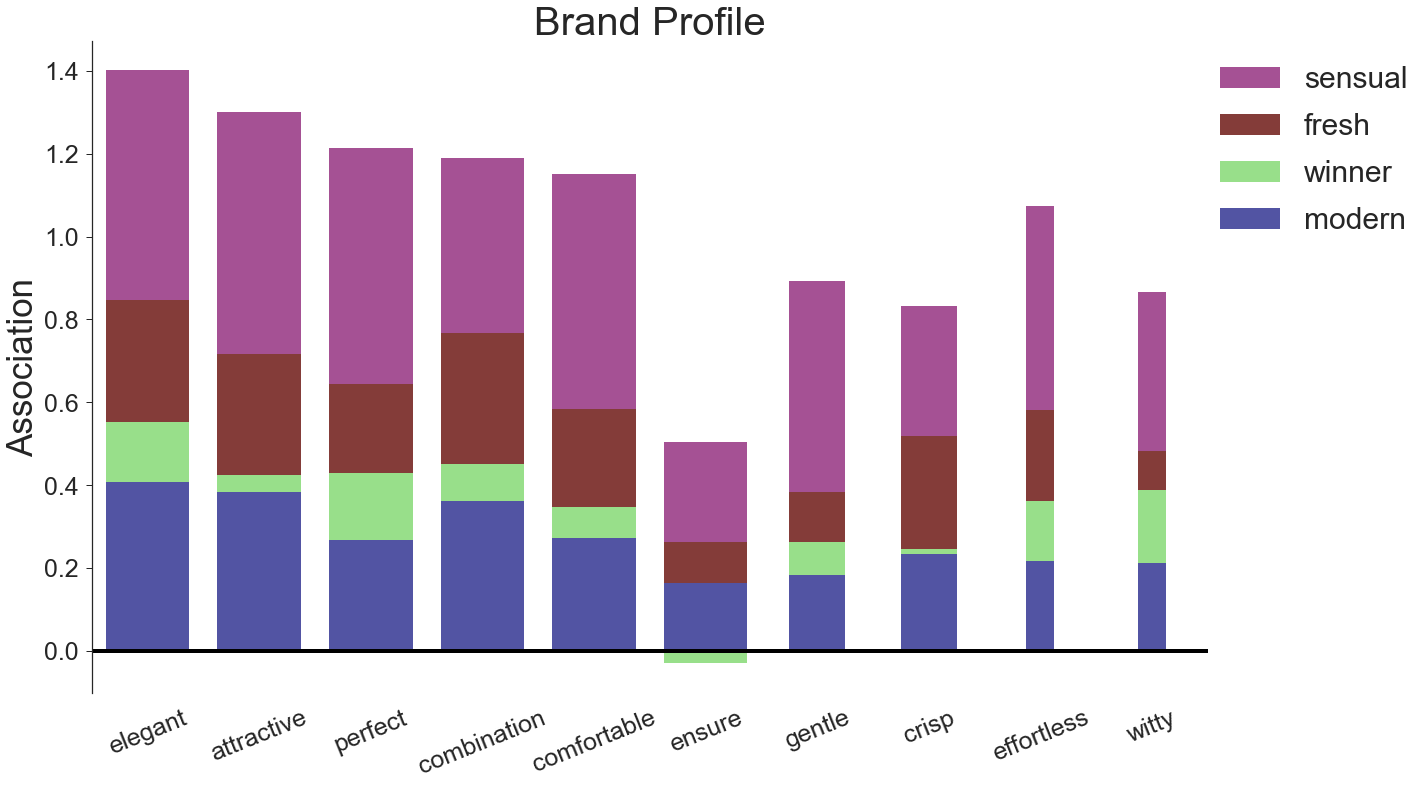 Brand Profile
sensual
fresh
winner
modern
Association
1.4
1.2
1.0
0.8
0.6
0.4
0.2
0.0
elegant
attractive
perfect
combination
comfortable
ensure
gentle
crisp
effortless
witty